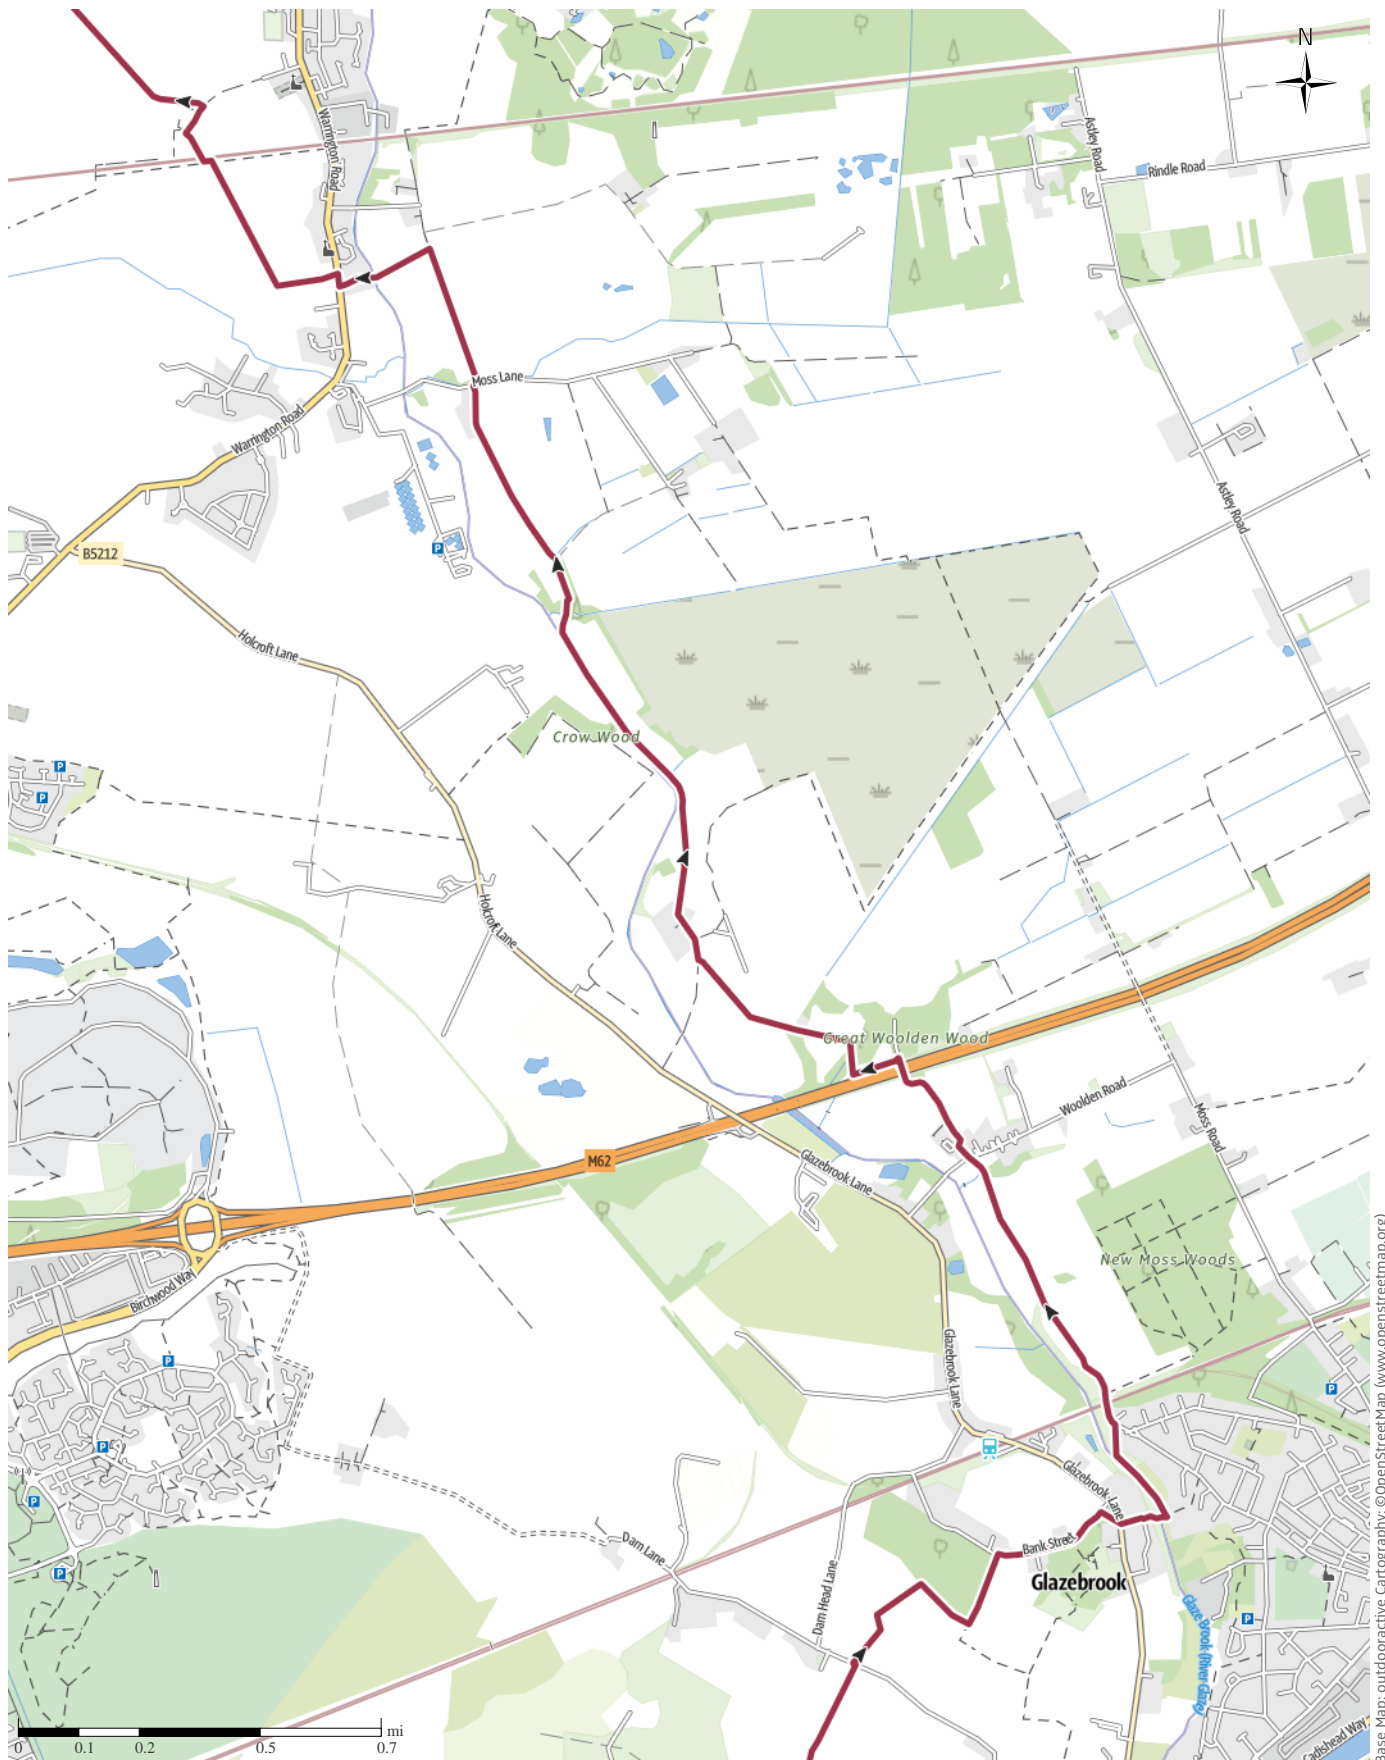 N
Warrington Road
Astley Road
Rindle Road
Moss Lane
Warrington Road
Astley Road
P
B5212
Holcroft Lane
Crow Wood
P
P
Holcroft Lane
Great Woolden Wood
Woolden Road
Moss Road
M62
Glazebrook Lane
New Moss Woods
Birchwood Way
P
Glazebrook Lane
P
P
Glazebrook Lane
P
Bank Street
Dam Lane
Dam Head Lane
Glazebrook
P
Glaze Brook (River Glaze)
P
Cadishead Way
0 0.1 0.2 0.5 0.7 mi
Base Map: outdooractive Cartography: ©OpenStreetMap (www.openstreetmap.org)